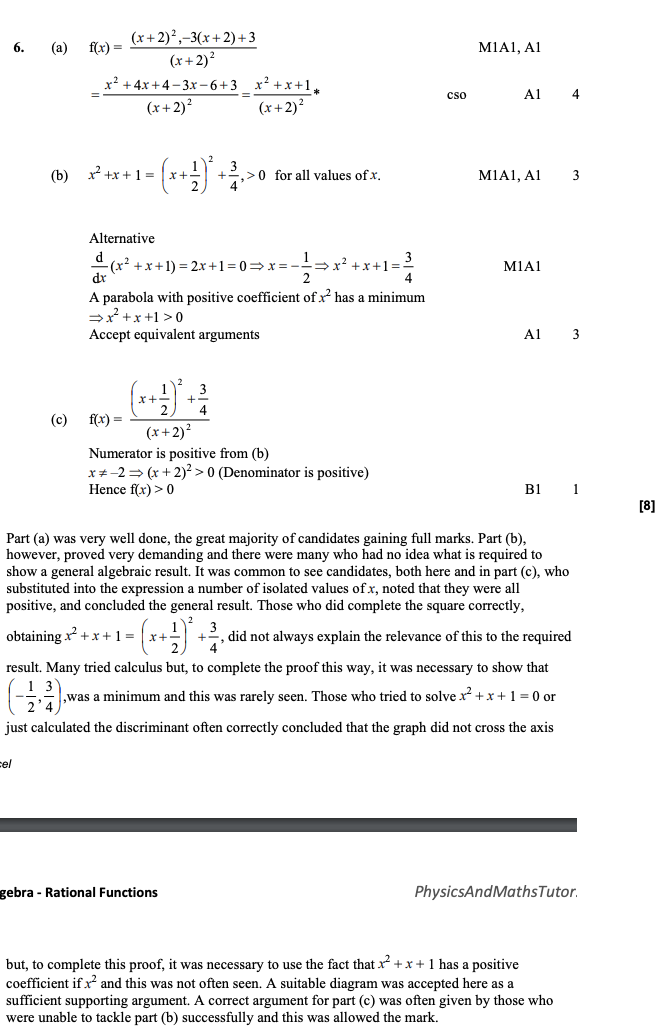 6. (a) f(x) = \frac{(x+2)^2, -3(x+2)+3}{(x+2)^2} M1A1, A1
= \frac{x^2+4x+4-3x-6+3}{(x+2)^2} = \frac{x^2+x+1}{(x+2)^2} * cso A1 4
(b) x^2 + x + 1 = \left(x+\frac{1}{2}\right)^2 + \frac{3}{4}, > 0 for all values of x. M1A1, A1 3
Alternative
\frac{d}{dx}(x^2 + x + 1) = 2x + 1 = 0 ⇒ x = -\frac{1}{2} ⇒ x^2 + x + 1 = \frac{3}{4} M1A1
A parabola with positive coefficient of x^2 has a minimum
⇒ x^2 + x +1 > 0
Accept equivalent arguments A1 3
(c) f(x) = \frac{\left(x+\frac{1}{2}\right)^2 + \frac{3}{4}}{(x+2)^2}
Numerator is positive from (b)
x ≠ –2 ⇒ (x + 2)^2 > 0 (Denominator is positive)
Hence f(x) > 0 B1 1
[8]
Part (a) was very well done, the great majority of candidates gaining full marks. Part (b),
however, proved very demanding and there were many who had no idea what is required to
show a general algebraic result. It was common to see candidates, both here and in part (c), who
substituted into the expression a number of isolated values of x, noted that they were all
positive, and concluded the general result. Those who did complete the square correctly,
obtaining x^2 + x + 1 = \left(x+\frac{1}{2}\right)^2 + \frac{3}{4}, did not always explain the relevance of this to the required
result. Many tried calculus but, to complete the proof this way, it was necessary to show that
\left(-\frac{1}{2}, \frac{3}{4}\right),was a minimum and this was rarely seen. Those who tried to solve x^2 + x + 1 = 0 or
just calculated the discriminant often correctly concluded that the graph did not cross the axis
cel
gebra - Rational Functions PhysicsAndMathsTutor.
but, to complete this proof, it was necessary to use the fact that x^2 + x + 1 has a positive
coefficient if x^2 and this was not often seen. A suitable diagram was accepted here as a
sufficient supporting argument. A correct argument for part (c) was often given by those who
were unable to tackle part (b) successfully and this was allowed the mark.